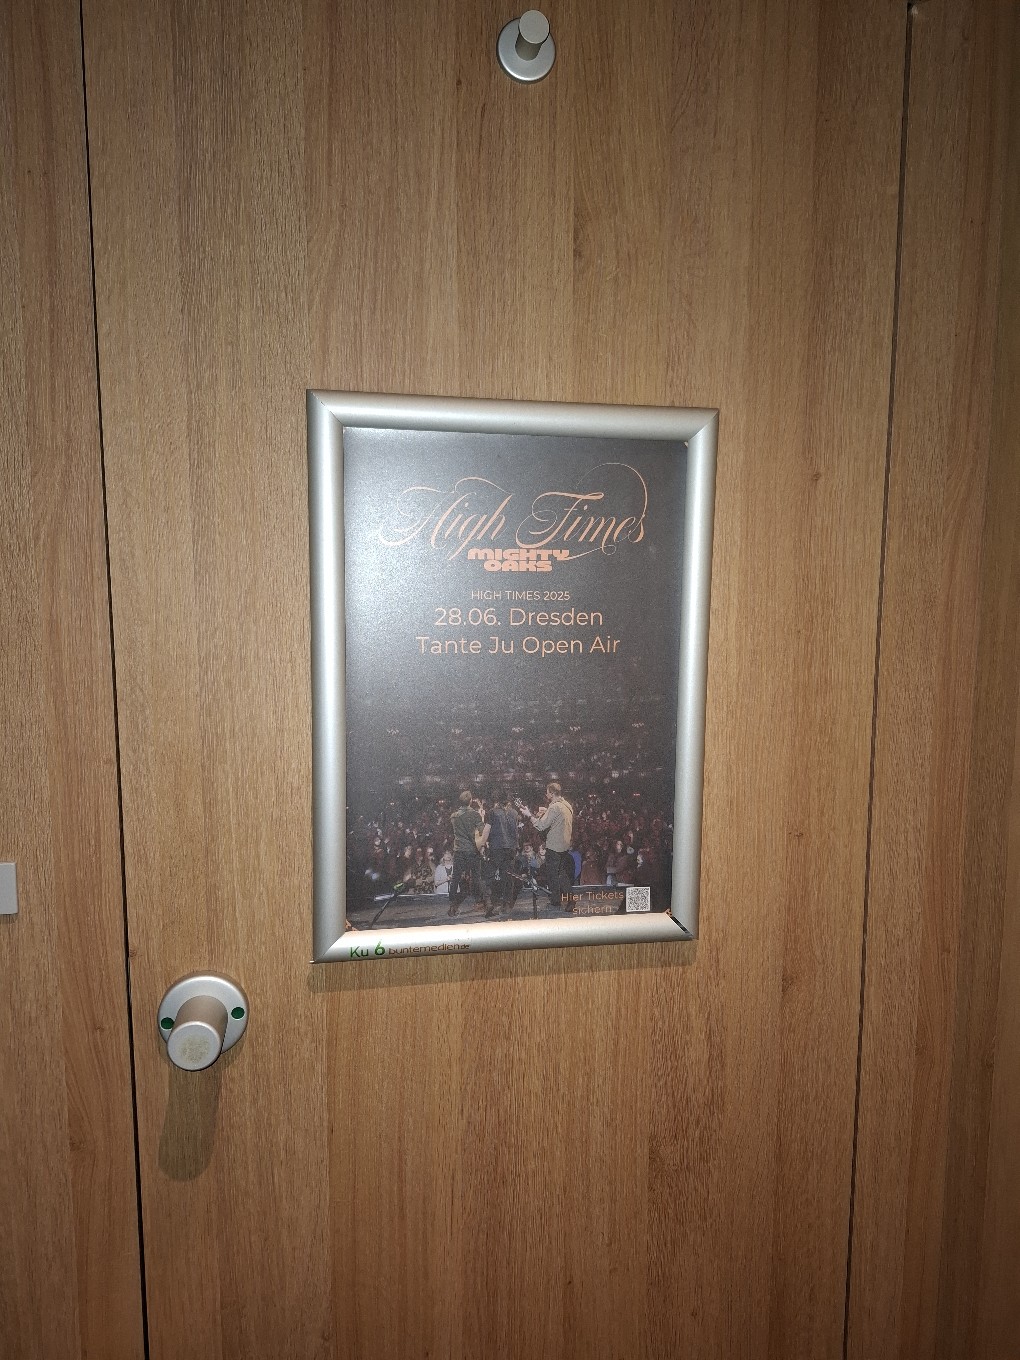 High Times
MIGHTY
OAKS
HIGH TIMES 2025
28.06. Dresden
Tante Ju Open Air
Hier Tickets
sichern
Ku 6 buntemedien.de